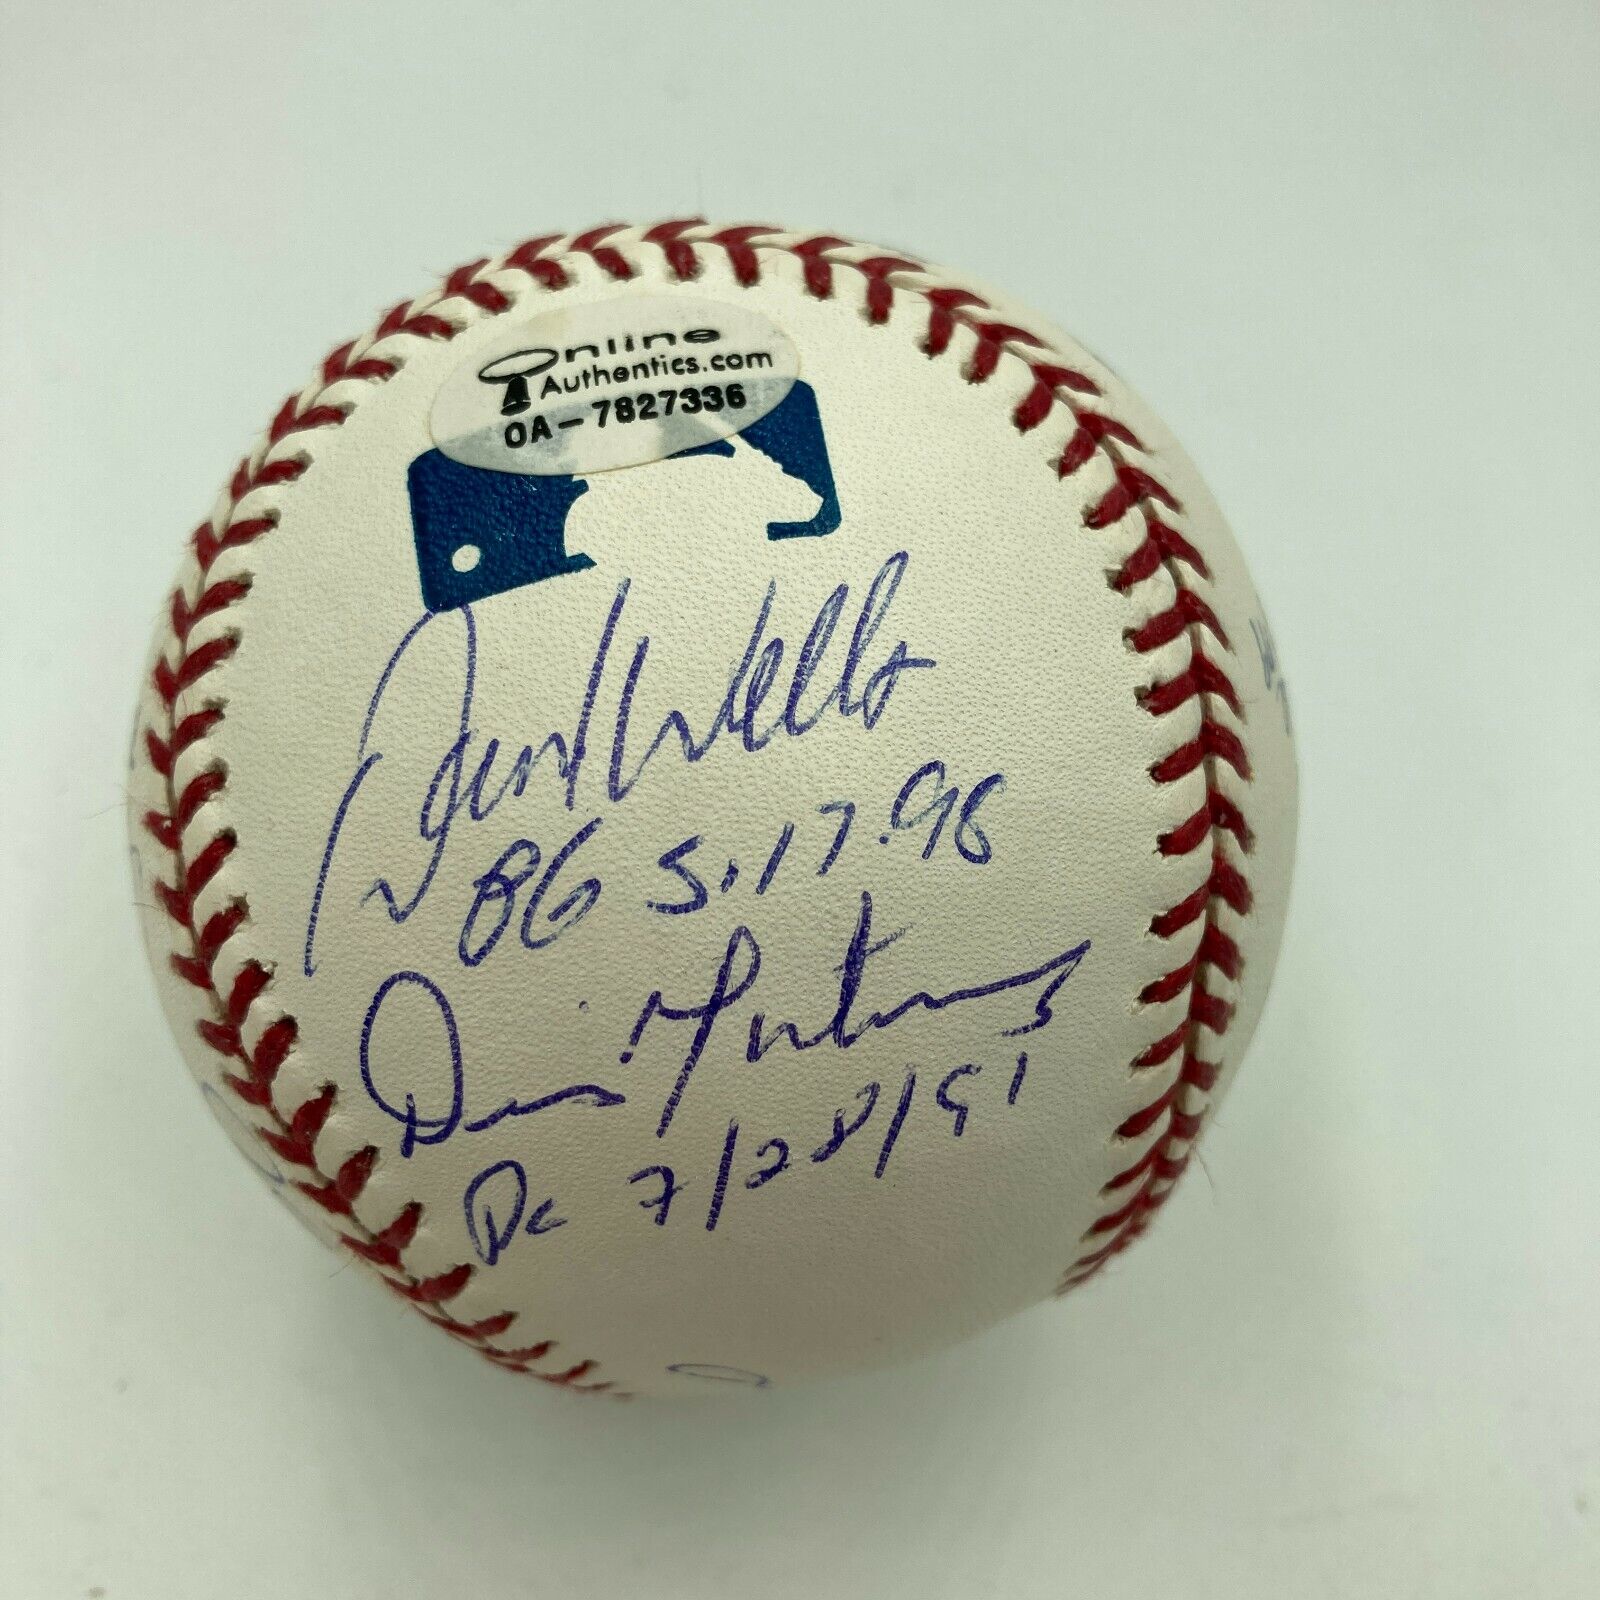 Online
Authentics.com
OA-7827336
David Wells
PG 5.17.98
Dennis Martinez
PG 7/28/91